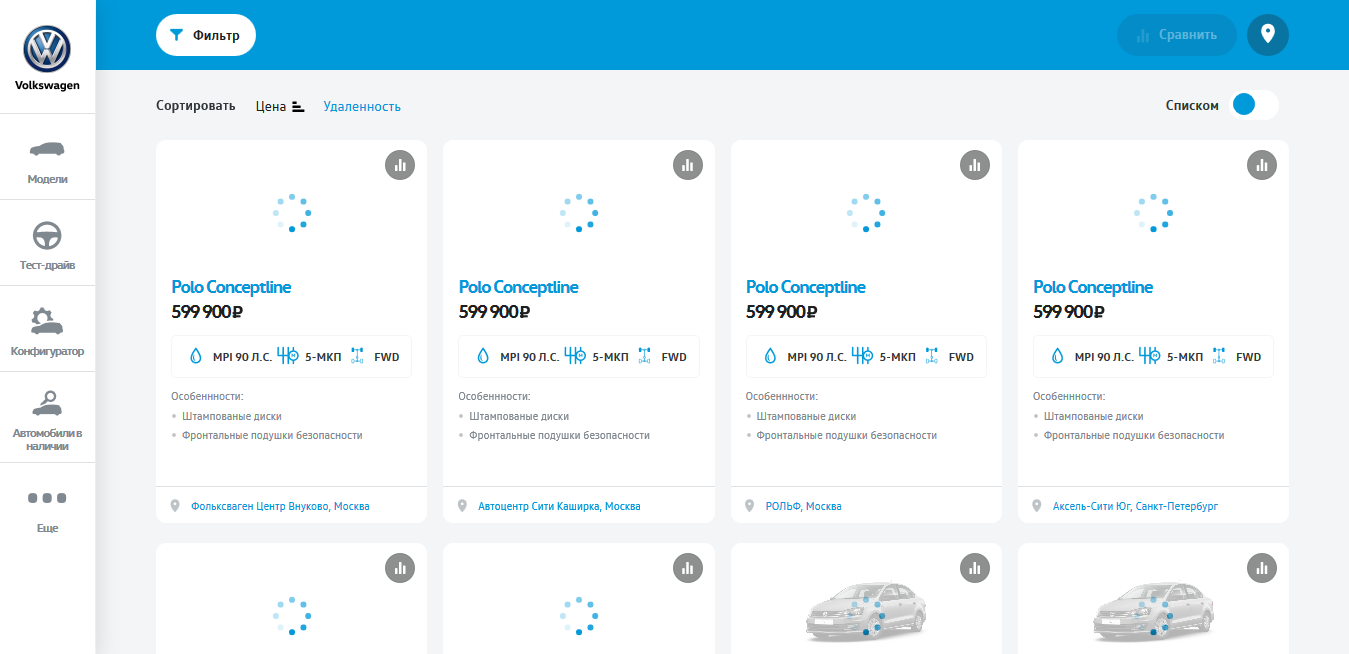 Фильтр
Сравнить
Volkswagen
Модели
Тест-драйв
Конфигуратор
Автомобили в
наличии
Еще
Сортировать Цена Удаленность Списком
Polo Conceptline
599 900 ₽
MPI 90 Л.С. 5-МКП FWD
Особеннности:
Штампованые диски
Фронтальные подушки безопасности
Фольксваген Центр Внуково, Москва
Polo Conceptline
599 900 ₽
MPI 90 Л.С. 5-МКП FWD
Особеннности:
Штампованые диски
Фронтальные подушки безопасности
Автоцентр Сити Каширка, Москва
Polo Conceptline
599 900 ₽
MPI 90 Л.С. 5-МКП FWD
Особеннности:
Штампованые диски
Фронтальные подушки безопасности
РОЛЬФ, Москва
Polo Conceptline
599 900 ₽
MPI 90 Л.С. 5-МКП FWD
Особеннности:
Штампованые диски
Фронтальные подушки безопасности
Аксель-Сити Юг, Санкт-Петербург